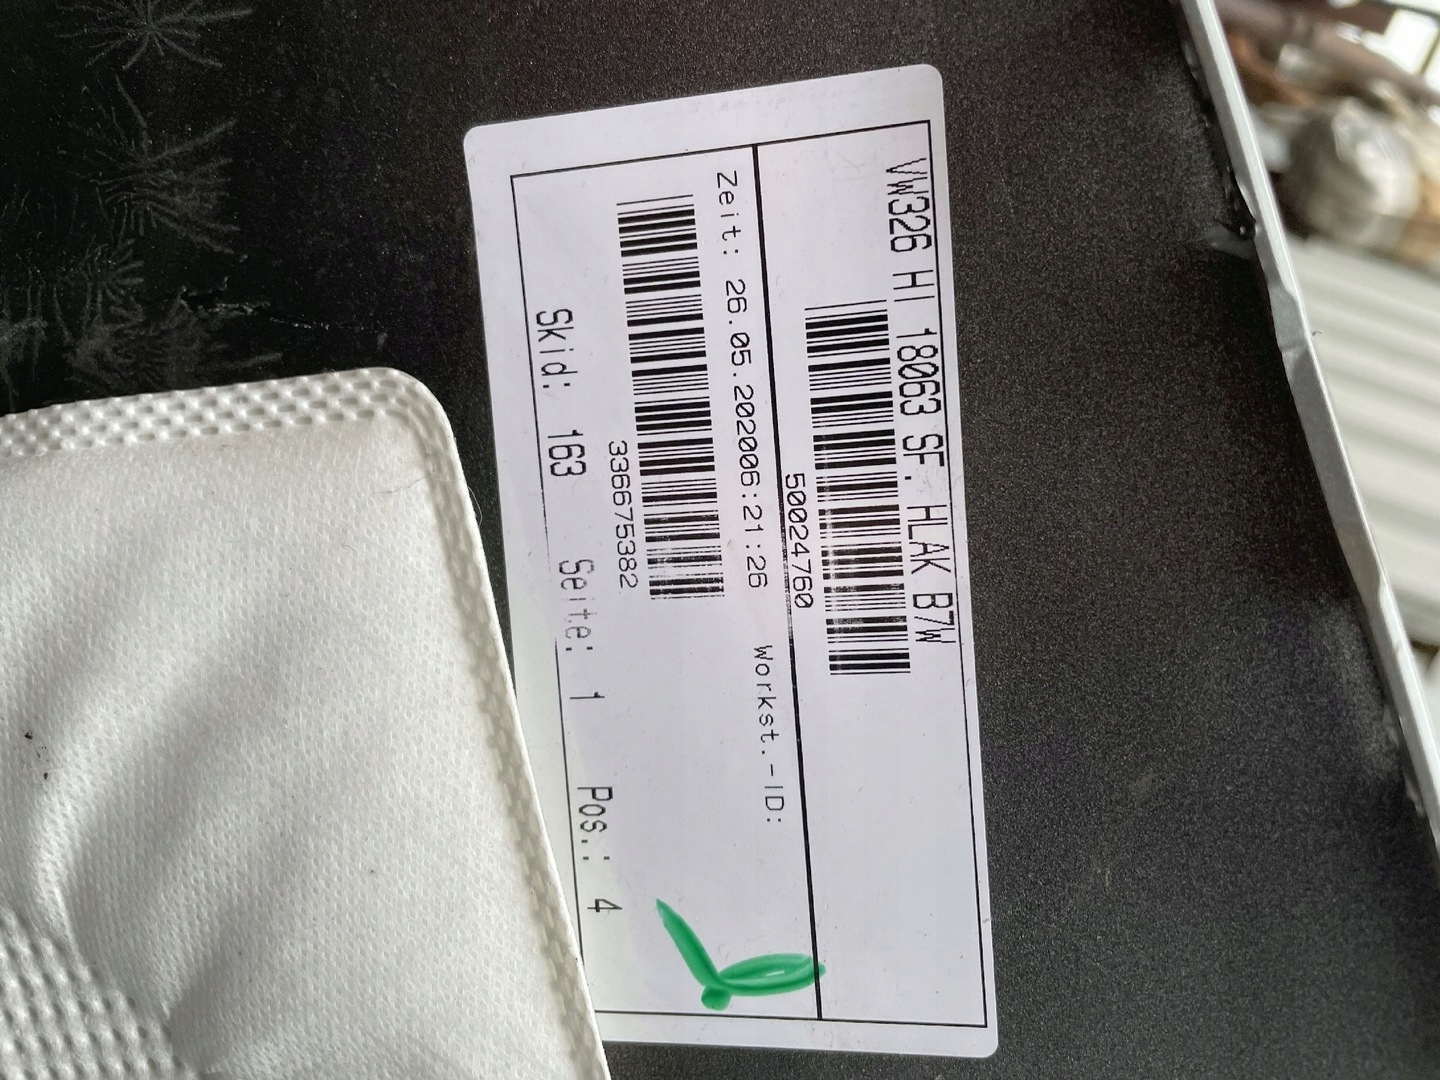 VW326 HI 18063 SF. HLAK B7W
50024760
Zeit: 26.05.202006:21:26 Workst.-ID:
336675382
Skid: 163 Seite: 1 Pos.: 4